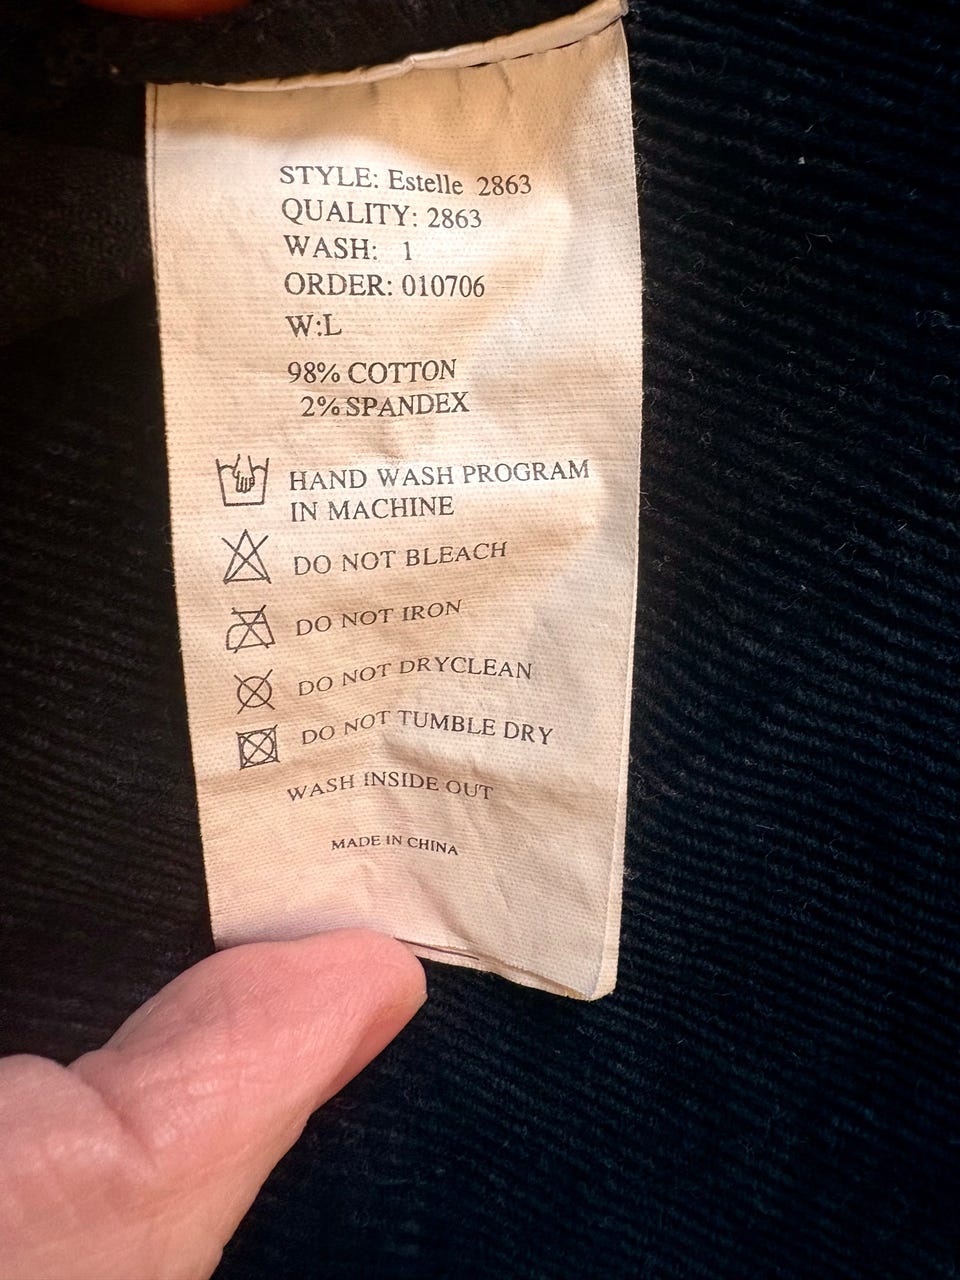 STYLE: Estelle 2863
QUALITY: 2863
WASH: 1
ORDER: 010706
W:L
98% COTTON
2% SPANDEX
HAND WASH PROGRAM
IN MACHINE
DO NOT BLEACH
DO NOT IRON
DO NOT DRYCLEAN
DO NOT TUMBLE DRY
WASH INSIDE OUT
MADE IN CHINA